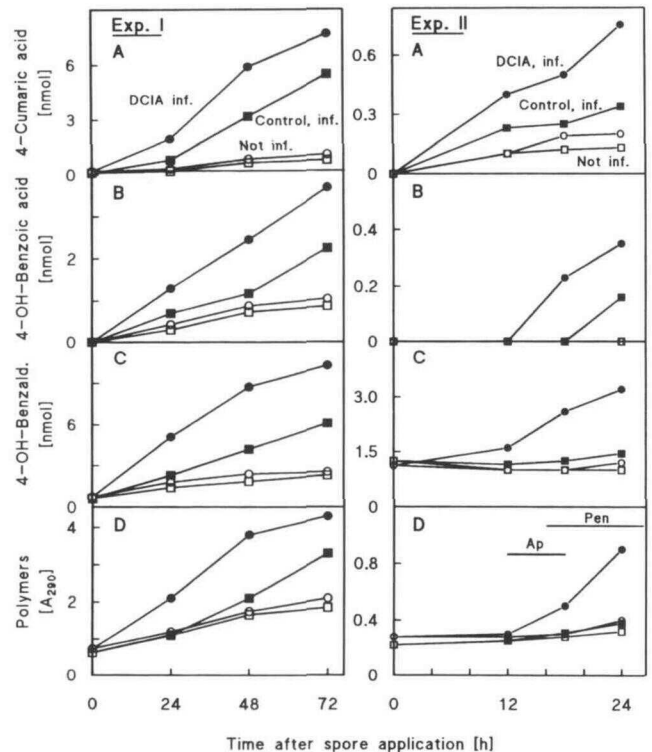 Exp. I
A
4-Cumaric acid
[nmol]
6
3
0
DCIA inf.
Control, inf.
Not inf.
B
4-OH-Benzoic acid
[nmol]
2
0
C
4-OH-Benzald.
[nmol]
6
0
D
Polymers
[A290]
4
2
0
0 24 48 72
Exp. II
A
0.6
0.3
0
DCIA, inf.
Control, inf.
Not inf.
B
0.4
0.2
0
C
3.0
1.5
0
D
Pen
Ap
0.8
0.4
0
0 12 24
Time after spore application [h]